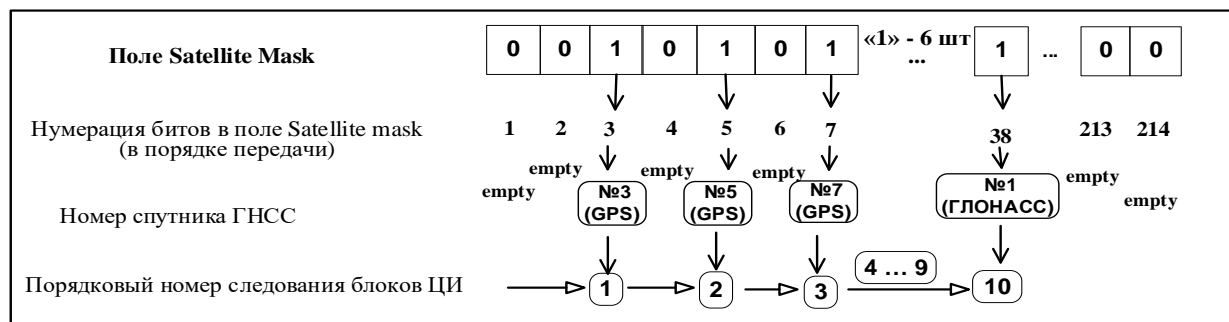 Поле Satellite Mask
0 0 1 0 1 0 1 «1» - 6 шт ... 1 ... 0 0
Нумерация битов в поле Satellite mask
(в порядке передачи)
1 2 3 4 5 6 7 38 213 214
empty empty empty empty empty empty
Номер спутника ГНСС
№3 (GPS)
№5 (GPS)
№7 (GPS)
№1 (ГЛОНАСС)
Порядковый номер следования блоков ЦИ
1 2 3 4 ... 9 10